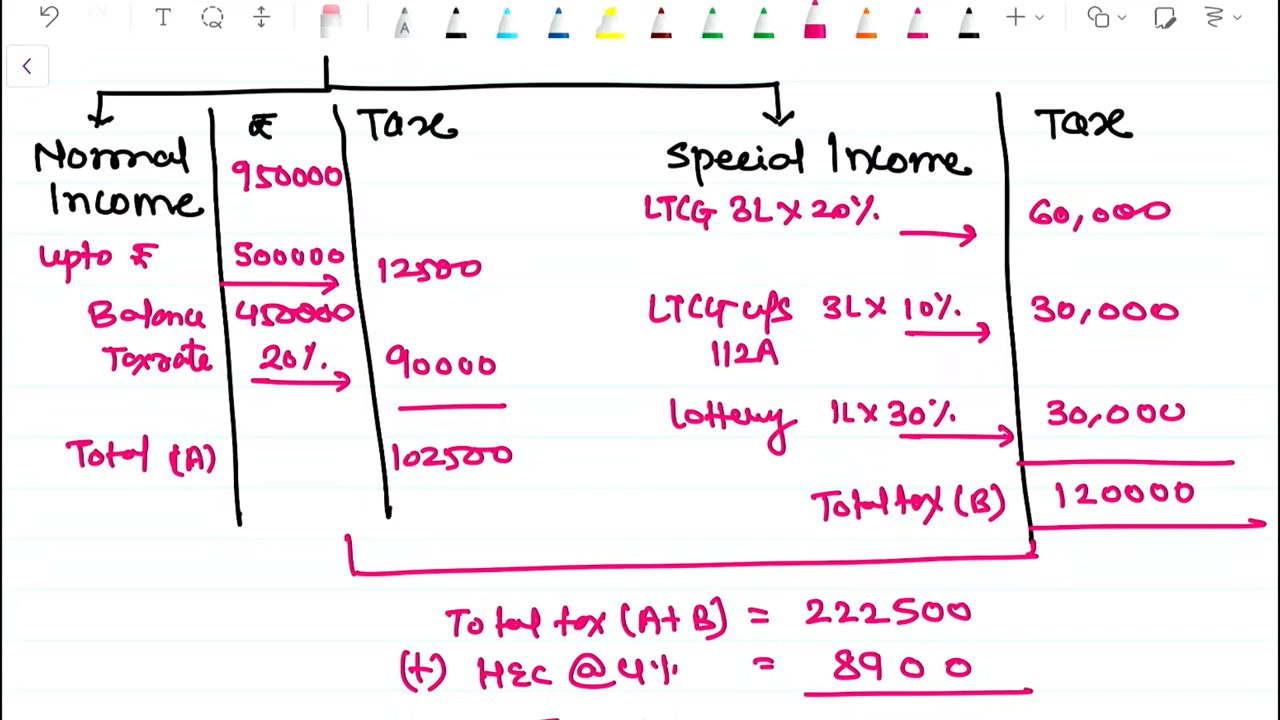 Normal Income
₹
950000
Tax
upto ₹ 500000 12500
Balance 450000
Taxrate 20% 90000
Total (A) 102500
Special Income
Tax
LTCG 3L X 20% 60,000
LTCG u/s 112A 3L X 10% 30,000
Lottery 1L X 30% 30,000
Total tax (B) 120000
Total tax (A+B) = 222500
(+) H&EC @ 4% = 8900